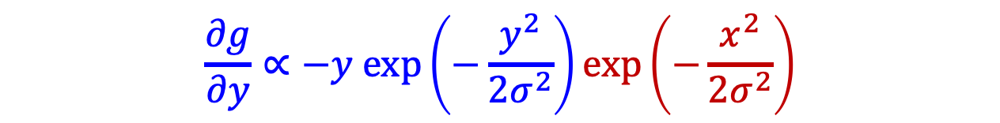 ∂g/∂y ∝ −y exp(−y²/2σ²) exp(−x²/2σ²)